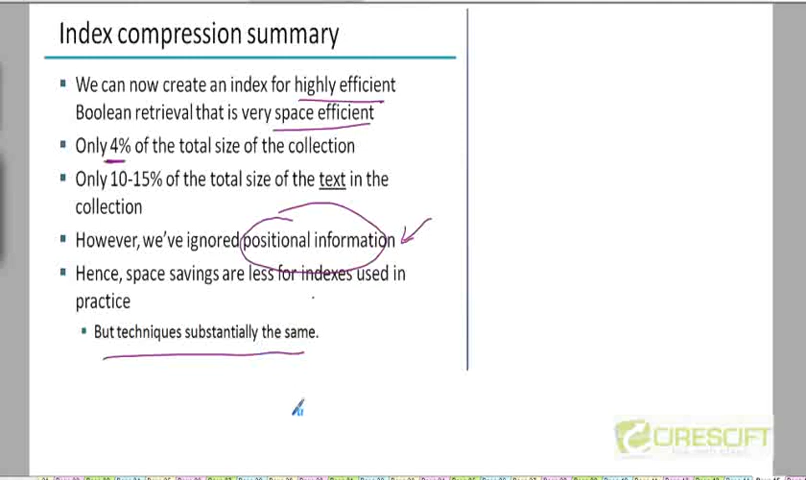 Index compression summary
We can now create an index for highly efficient
Boolean retrieval that is very space efficient
Only 4% of the total size of the collection
Only 10-15% of the total size of the text in the
collection
However, we've ignored positional information
Hence, space savings are less for indexes used in
practice
But techniques substantially the same.